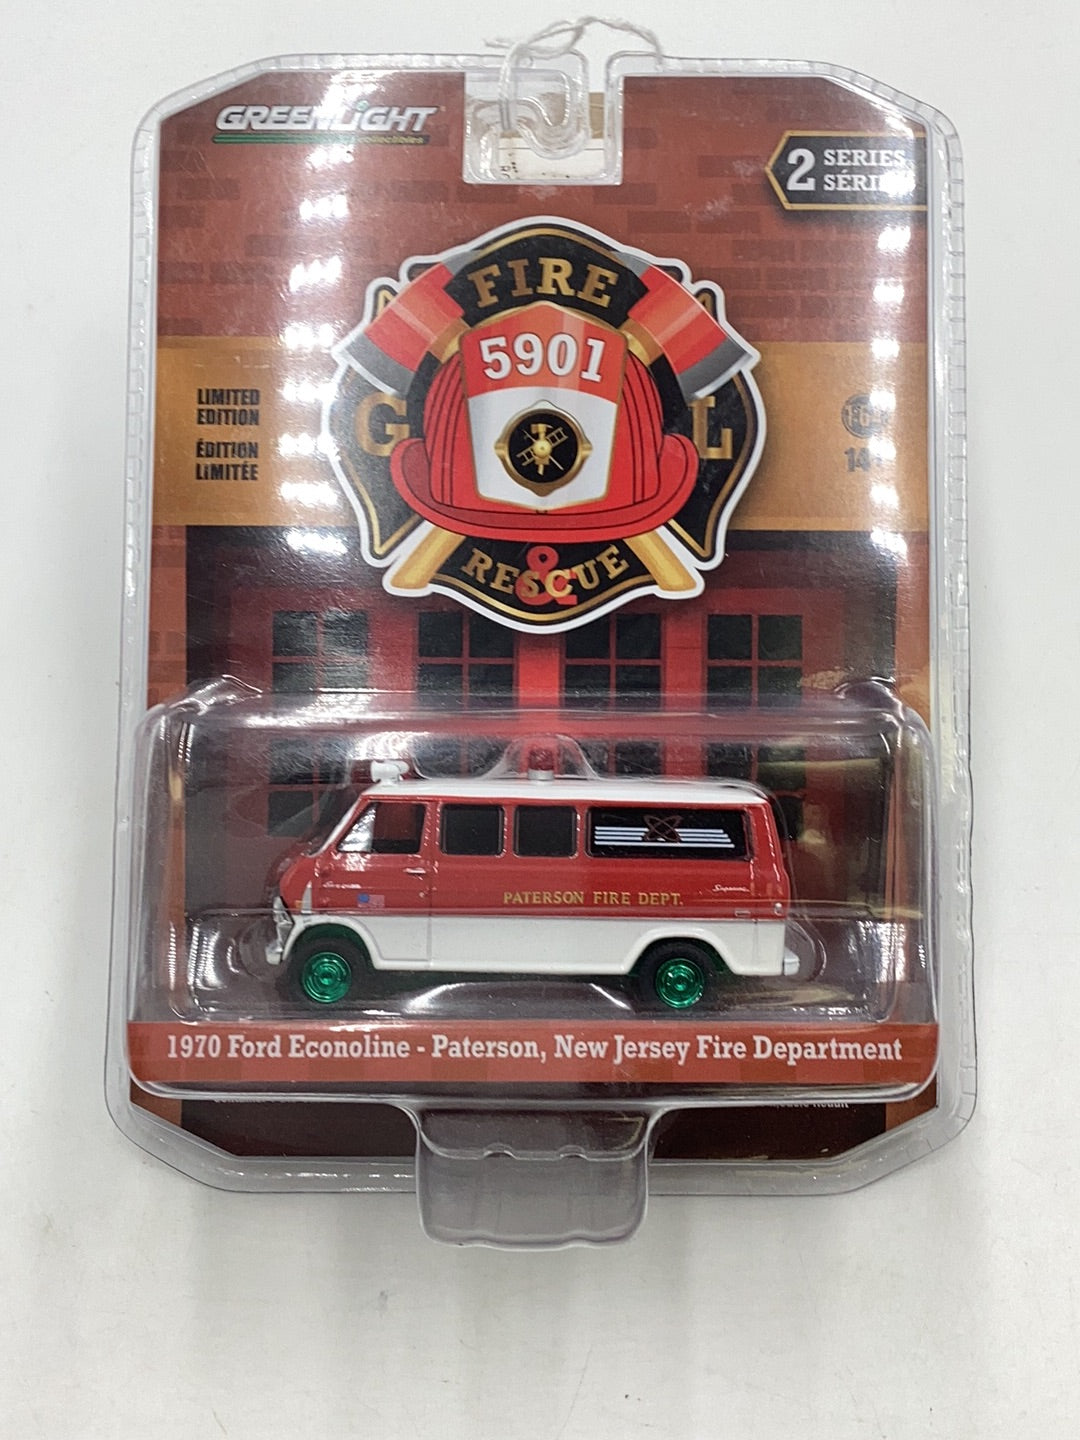 GREENLIGHT
collectibles
2 SERIES
SÉRIE
FIRE
5901
LIMITED
EDITION
ÉDITION
LIMITÉE
G L
&
RESCUE
PATERSON FIRE DEPT.
1970 Ford Econoline - Paterson, New Jersey Fire Department